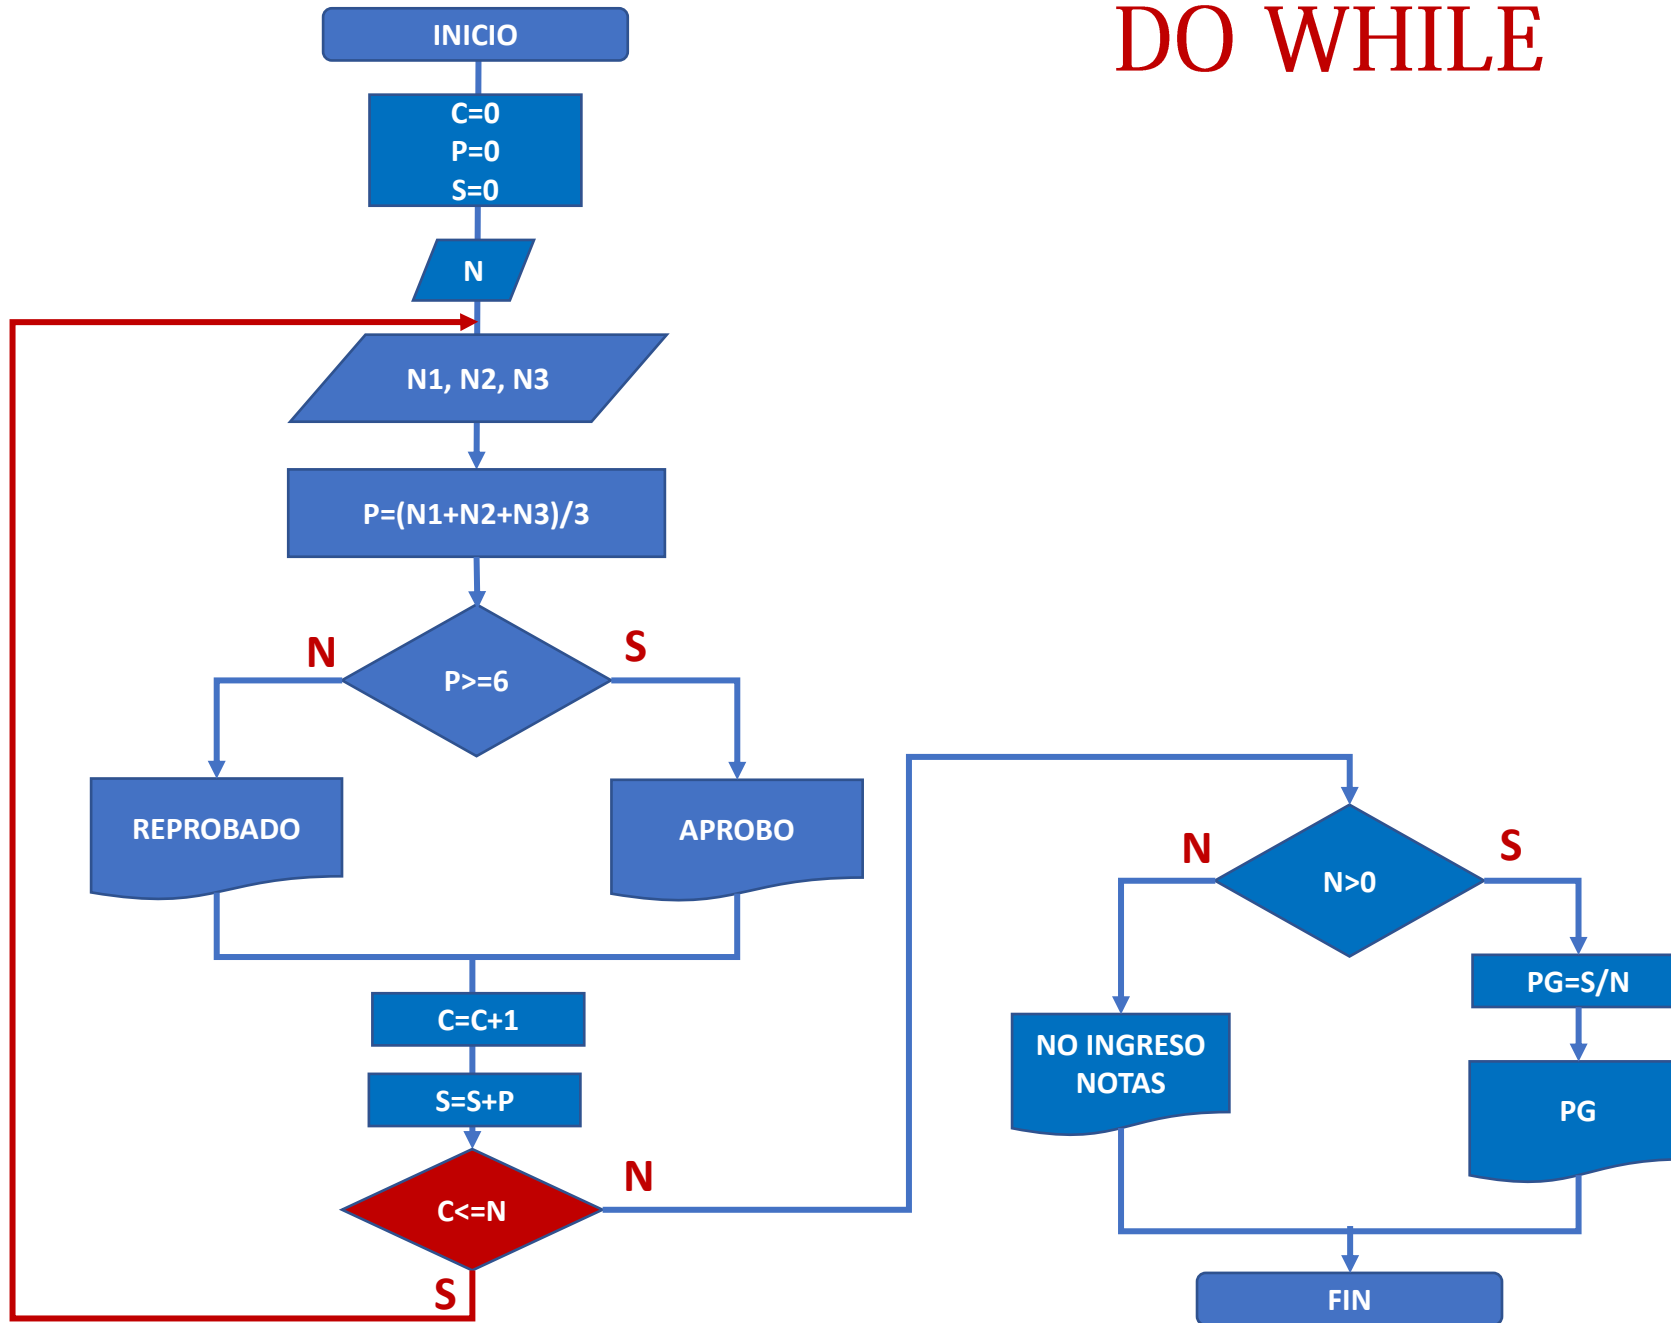 DO WHILE
INICIO
C=0
P=0
S=0
N
N1, N2, N3
P=(N1+N2+N3)/3
N
S
P>=6
REPROBADO
APROBO
C=C+1
S=S+P
C<=N
N
S
N
S
N>0
PG=S/N
NO INGRESO
NOTAS
PG
FIN